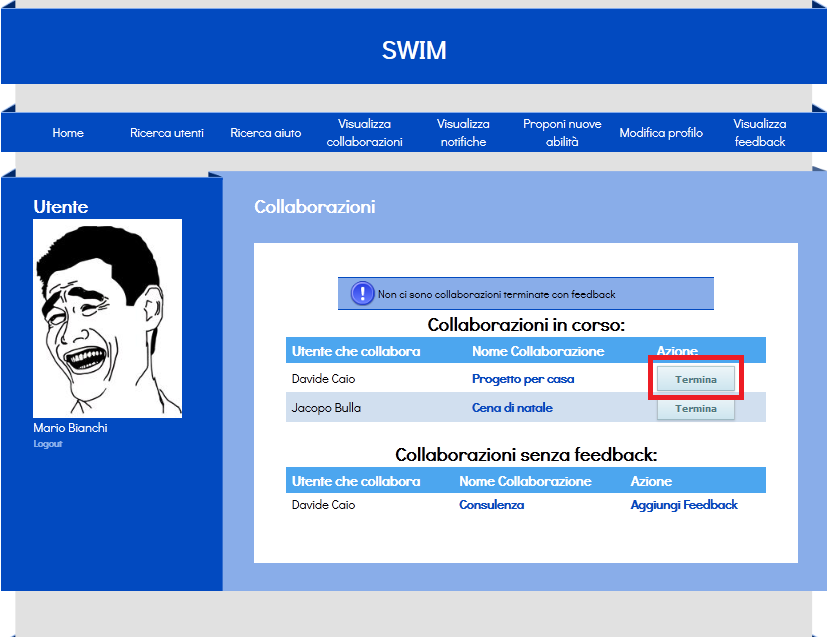 SWIM
Home
Ricerca utenti
Ricerca aiuto
Visualizza
collaborazioni
Visualizza
notifiche
Proponi nuove
abilità
Modifica profilo
Visualizza
feedback
Utente
Mario Bianchi
Logout
Collaborazioni
Non ci sono collaborazioni terminate con feedback
Collaborazioni in corso:
Utente che collabora Nome Collaborazione Azione
Davide Caio Progetto per casa Termina
Jacopo Bulla Cena di natale Termina
Collaborazioni senza feedback:
Utente che collabora Nome Collaborazione Azione
Davide Caio Consulenza Aggiungi Feedback